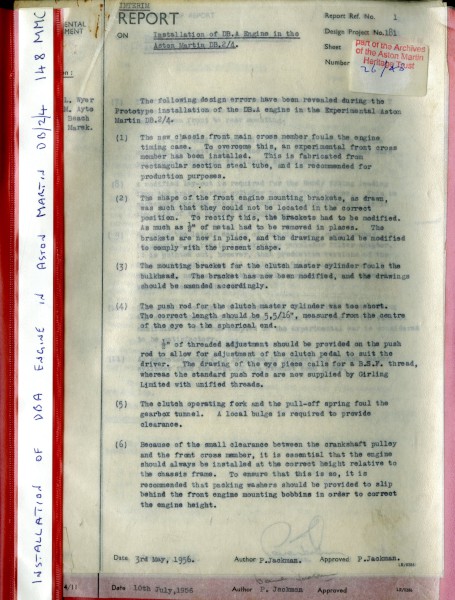 INSTALLATION OF DBA ENGINE IN ASTON MARTIN DB/2/4 148 MMC
INTERIM
ENTAL
MENT
REPORT
Report Ref. No. 1
ON
Installation of DB.A Engine in the
Aston Martin DB.2/4.
Design Project No. 181
Sheet
Number
part of the Archives
of the Aston Martin
Heritage Trust
L. Wyer
M. Ayto
Beach
Marek.
The following design errors have been revealed during the
Prototype installation of the DB.A engine in the Experimental Aston
Martin DB.2/4.
(1) The new chassis front main cross member fouls the engine
timing case. To overcome this, an experimental front cross
member has been installed. This is fabricated from
rectangular section steel tube, and is recommended for
production purposes.
(2) The shape of the front engine mounting brackets, as drawn,
was such that they could not be located in the correct
position. To rectify this, the brackets had to be modified.
As much as of metal had to be removed in places. The
brackets are now in place, and the drawings should be modified
to comply with the present shape.
(3) The mounting bracket for the clutch master cylinder fouls the
bulkhead. The bracket has now been modified, and the drawings
should be amended accordingly.
(4) The push rod for the clutch master cylinder was too short.
The correct length should be 5.5/16", measured from the centre
of the eye to the spherical end.
of threaded adjustment should be provided on the push
rod to allow for adjustment of the clutch pedal to suit the
driver. The drawing of the eye piece calls for a B.S.F. thread,
whereas the standard push rods are now supplied by Girling
Limited with unified threads.
(5) The clutch operating fork and the pull-off spring foul the
gearbox tunnel. A local bulge is required to provide
clearance.
(6) Because of the small clearance between the crankshaft pulley
and the front cross member, it is essential that the engine
should always be installed at the correct height relative to
the chassis frame. To ensure that this is so, it is
recommended that packing washers should be provided to slip
behind the front engine mounting bobbins in order to correct
the engine height.
Date 3rd May, 1956. Author P.Jackman. Approved P.Jackman.
Date 10th July, 1956 Author P. Jackman Approved